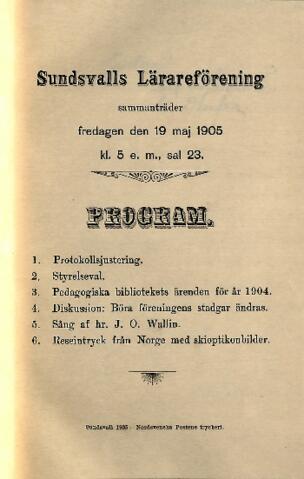 Sundsvalls Lärareförening
sammanträder
fredagen den 19 maj 1905
kl. 5 e. m., sal 23.
PROGRAM.
1. Protokollsjustering.
2. Styrelseval.
3. Pedagogiska bibliotekets ärenden för år 1904.
4. Diskussion: Böra föreningens stadgar ändras.
5. Sång af hr. J. O. Wallin.
6. Reseintryck från Norge med skioptikonbilder.
Sundsvall 1905 Nordsvenska Postens tryckeri.